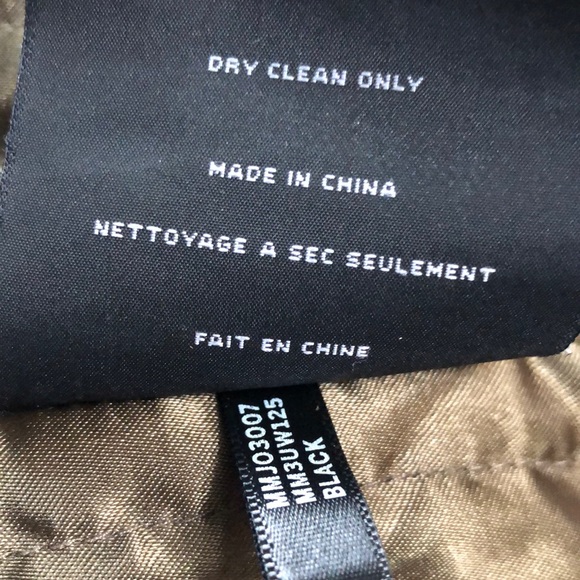 DRY CLEAN ONLY
MADE IN CHINA
NETTOYAGE A SEC SEULEMENT
FAIT EN CHINE
MMJO3007
MM3UW125
BLACK